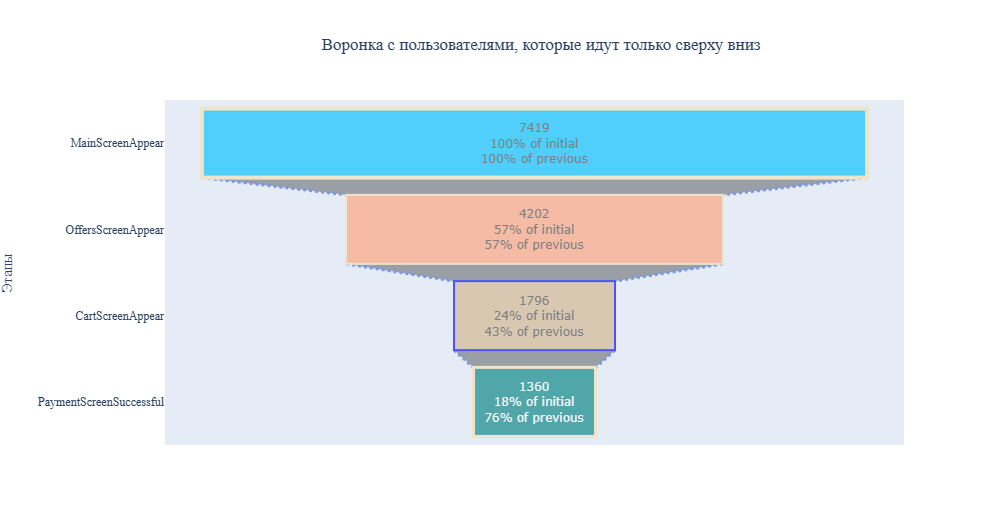 Воронка с пользователями, которые идут только сверху вниз
MainScreenAppear
7419
100% of initial
100% of previous
OffersScreenAppear
4202
57% of initial
57% of previous
Этапы
CartScreenAppear
1796
24% of initial
43% of previous
PaymentScreenSuccessful
1360
18% of initial
76% of previous